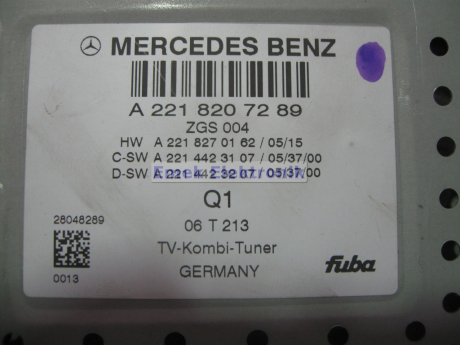 MERCEDES BENZ
A 221 820 72 89
ZGS 004
HW A 221 827 01 62 / 05/15
C-SW A 221 442 31 07 / 05/37/00
D-SW A 221 442 32 07 / 05/37/00
Q1
06 T 213
28048289
TV-Kombi-Tuner
0013
GERMANY
fuba